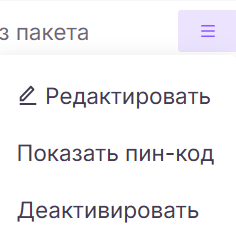 з пакета
Редактировать
Показать пин-код
Деактивировать